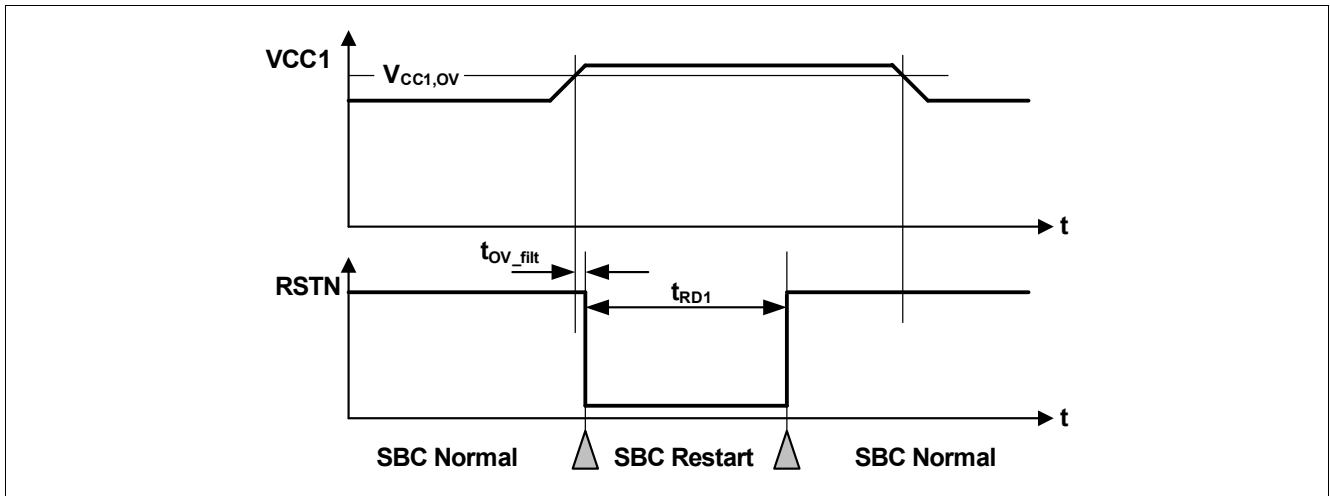 VCC1
VCC1,OV
t
tOV_filt
RSTN
tRD1
t
SBC Normal
SBC Restart
SBC Normal